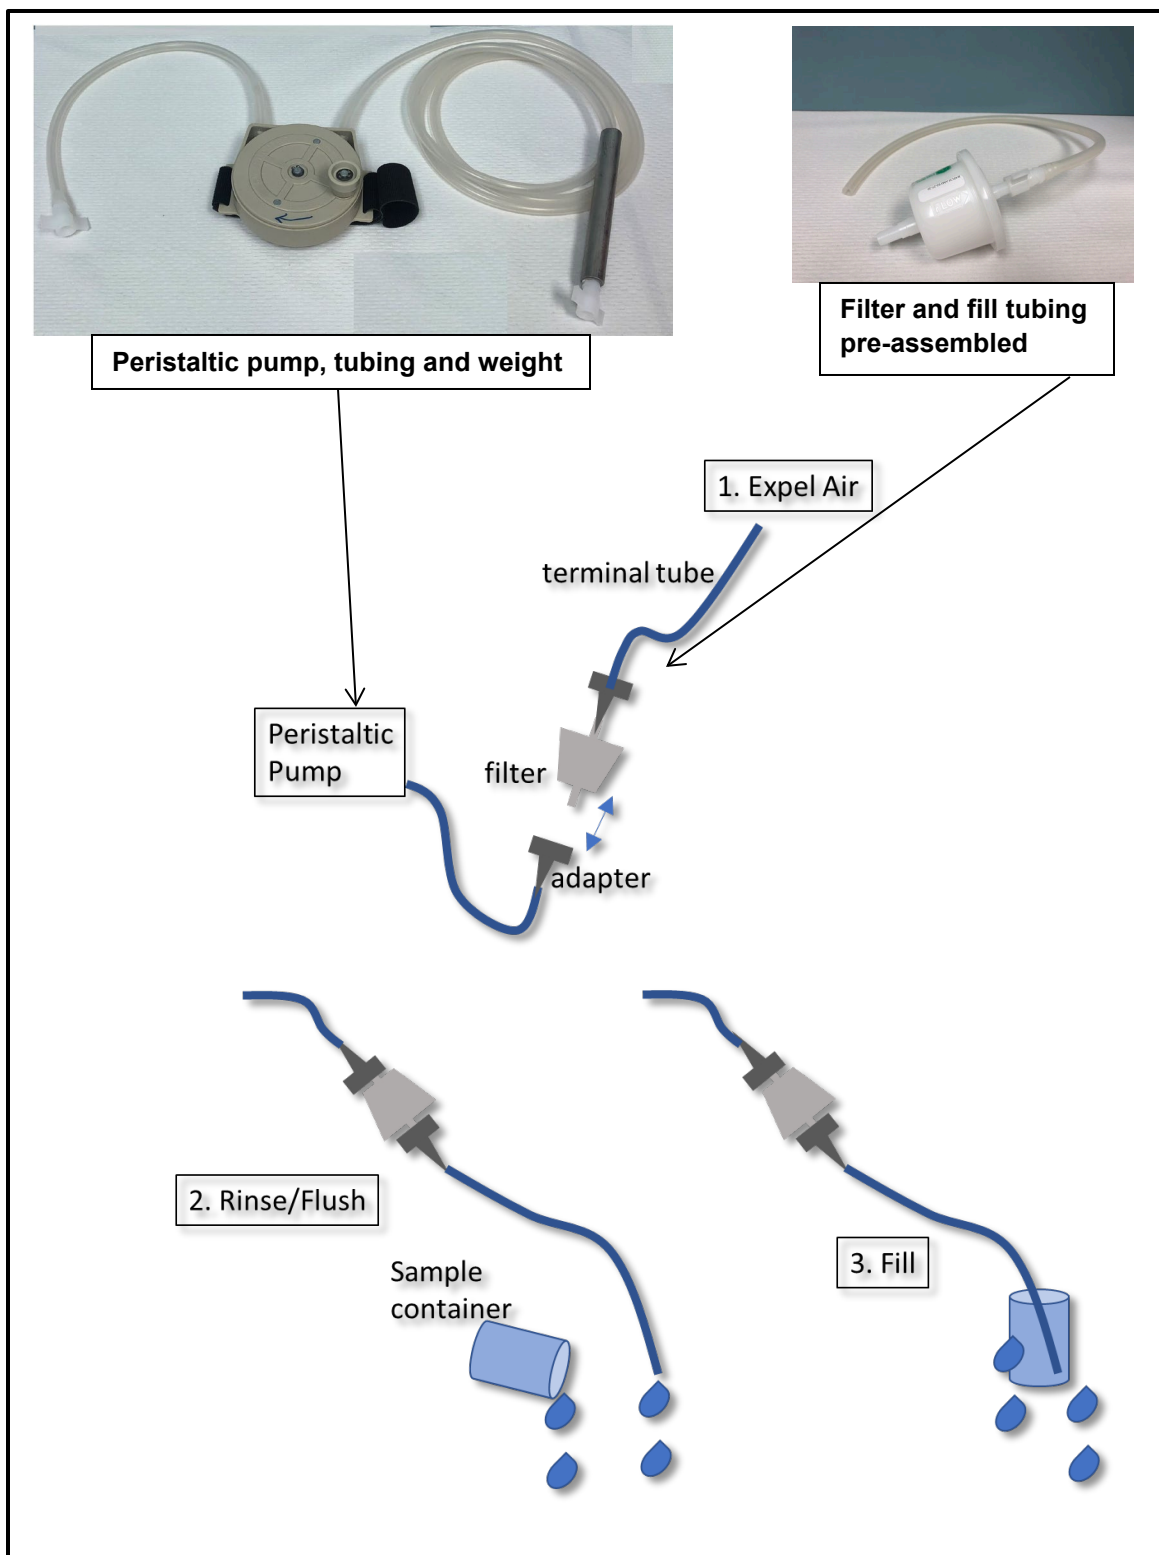 Peristaltic pump, tubing and weight
Filter and fill tubing
pre-assembled
1. Expel Air
terminal tube
Peristaltic
Pump
filter
adapter
2. Rinse/Flush
Sample
container
3. Fill